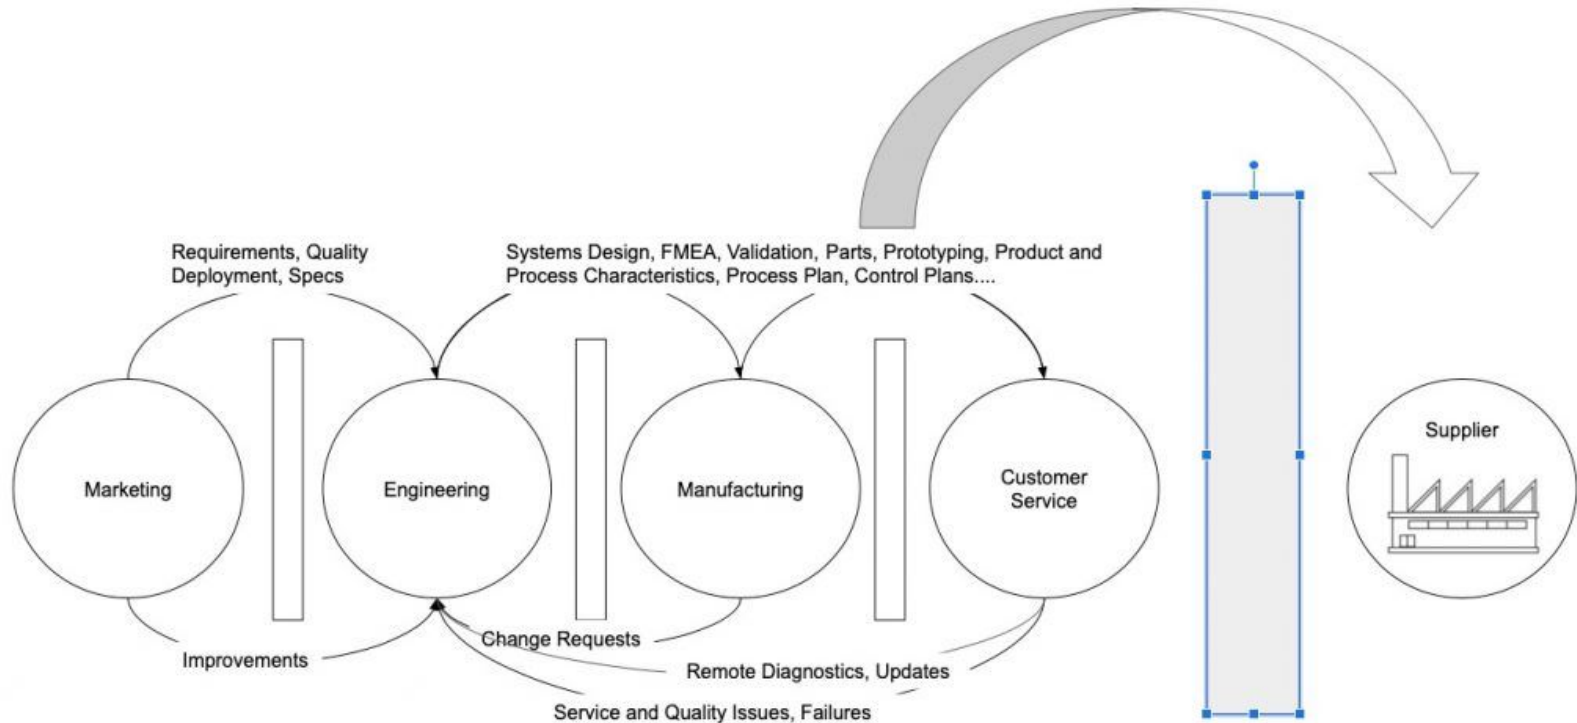 Requirements, Quality
Deployment, Specs
Systems Design, FMEA, Validation, Parts, Prototyping, Product and
Process Characteristics, Process Plan, Control Plans....
Marketing
Engineering
Manufacturing
Customer
Service
Supplier
Change Requests
Improvements
Remote Diagnostics, Updates
Service and Quality Issues, Failures